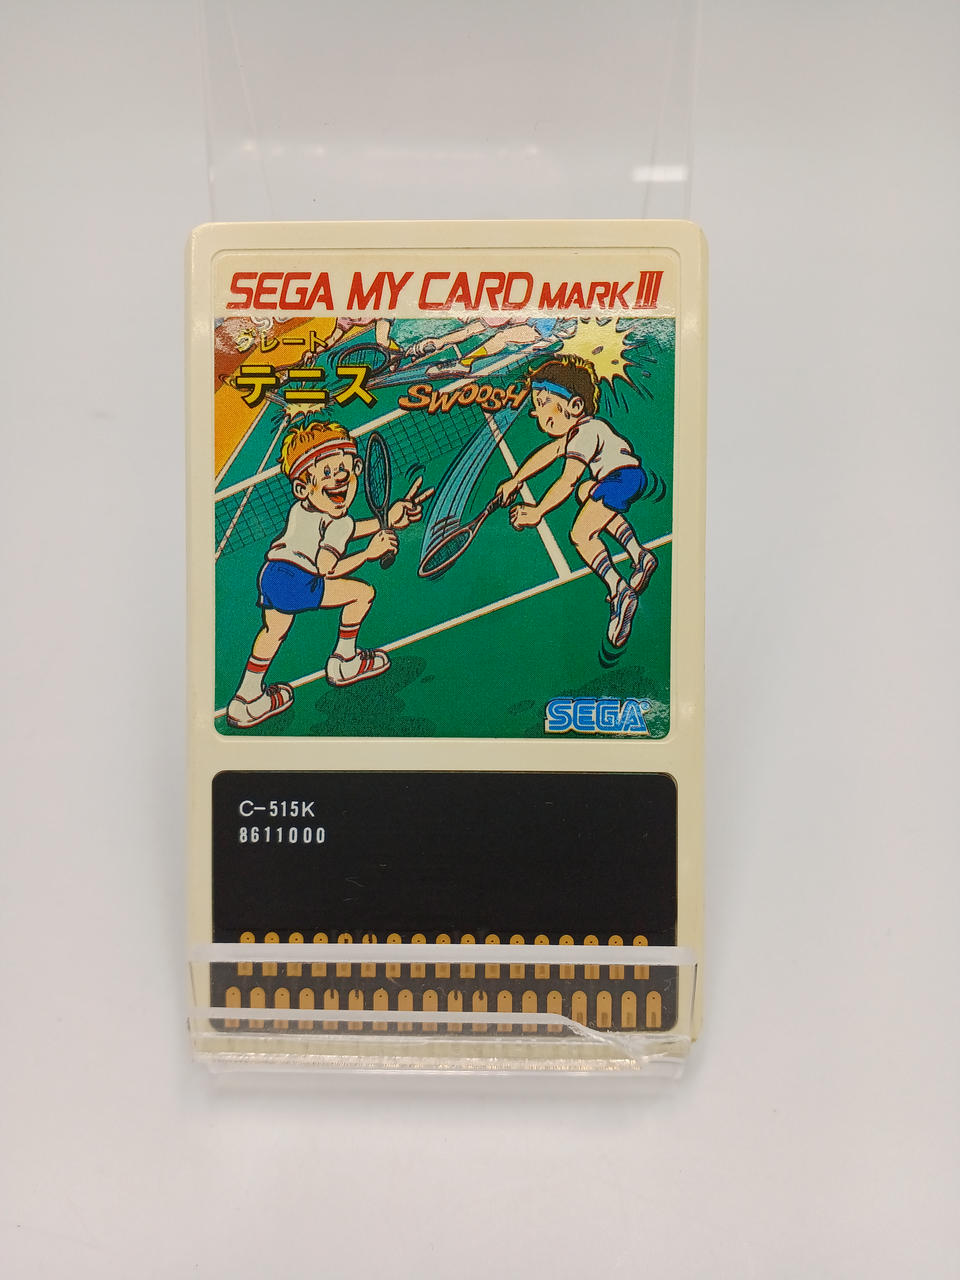 SEGA MY CARD MARK III
グレート
テニス
SWOOSH
SEGA®
C-515K
8611000